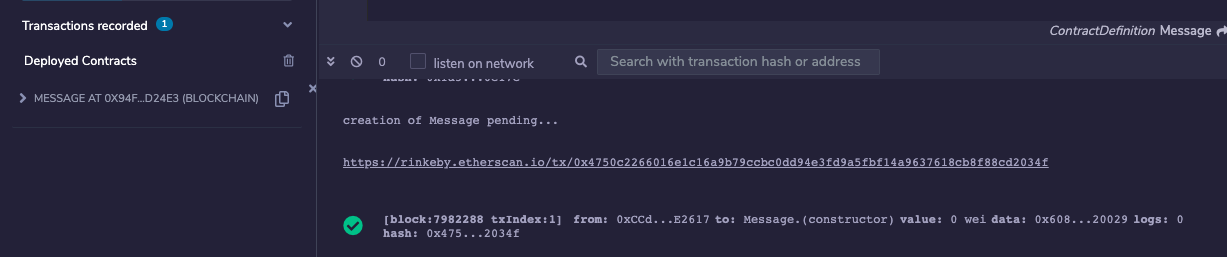 Transactions recorded 1
Deployed Contracts
MESSAGE AT 0X94F...D24E3 (BLOCKCHAIN)
ContractDefinition Message
0 listen on network Search with transaction hash or address
creation of Message pending...
https://rinkeby.etherscan.io/tx/0x4750c2266016e1c16a9b79ccbc0dd94e3fd9a5fbf14a9637618cb8f88cd2034f
[block:7982288 txIndex:1] from: 0xCCd...E2617 to: Message.(constructor) value: 0 wei data: 0x608...20029 logs: 0
hash: 0x475...2034f